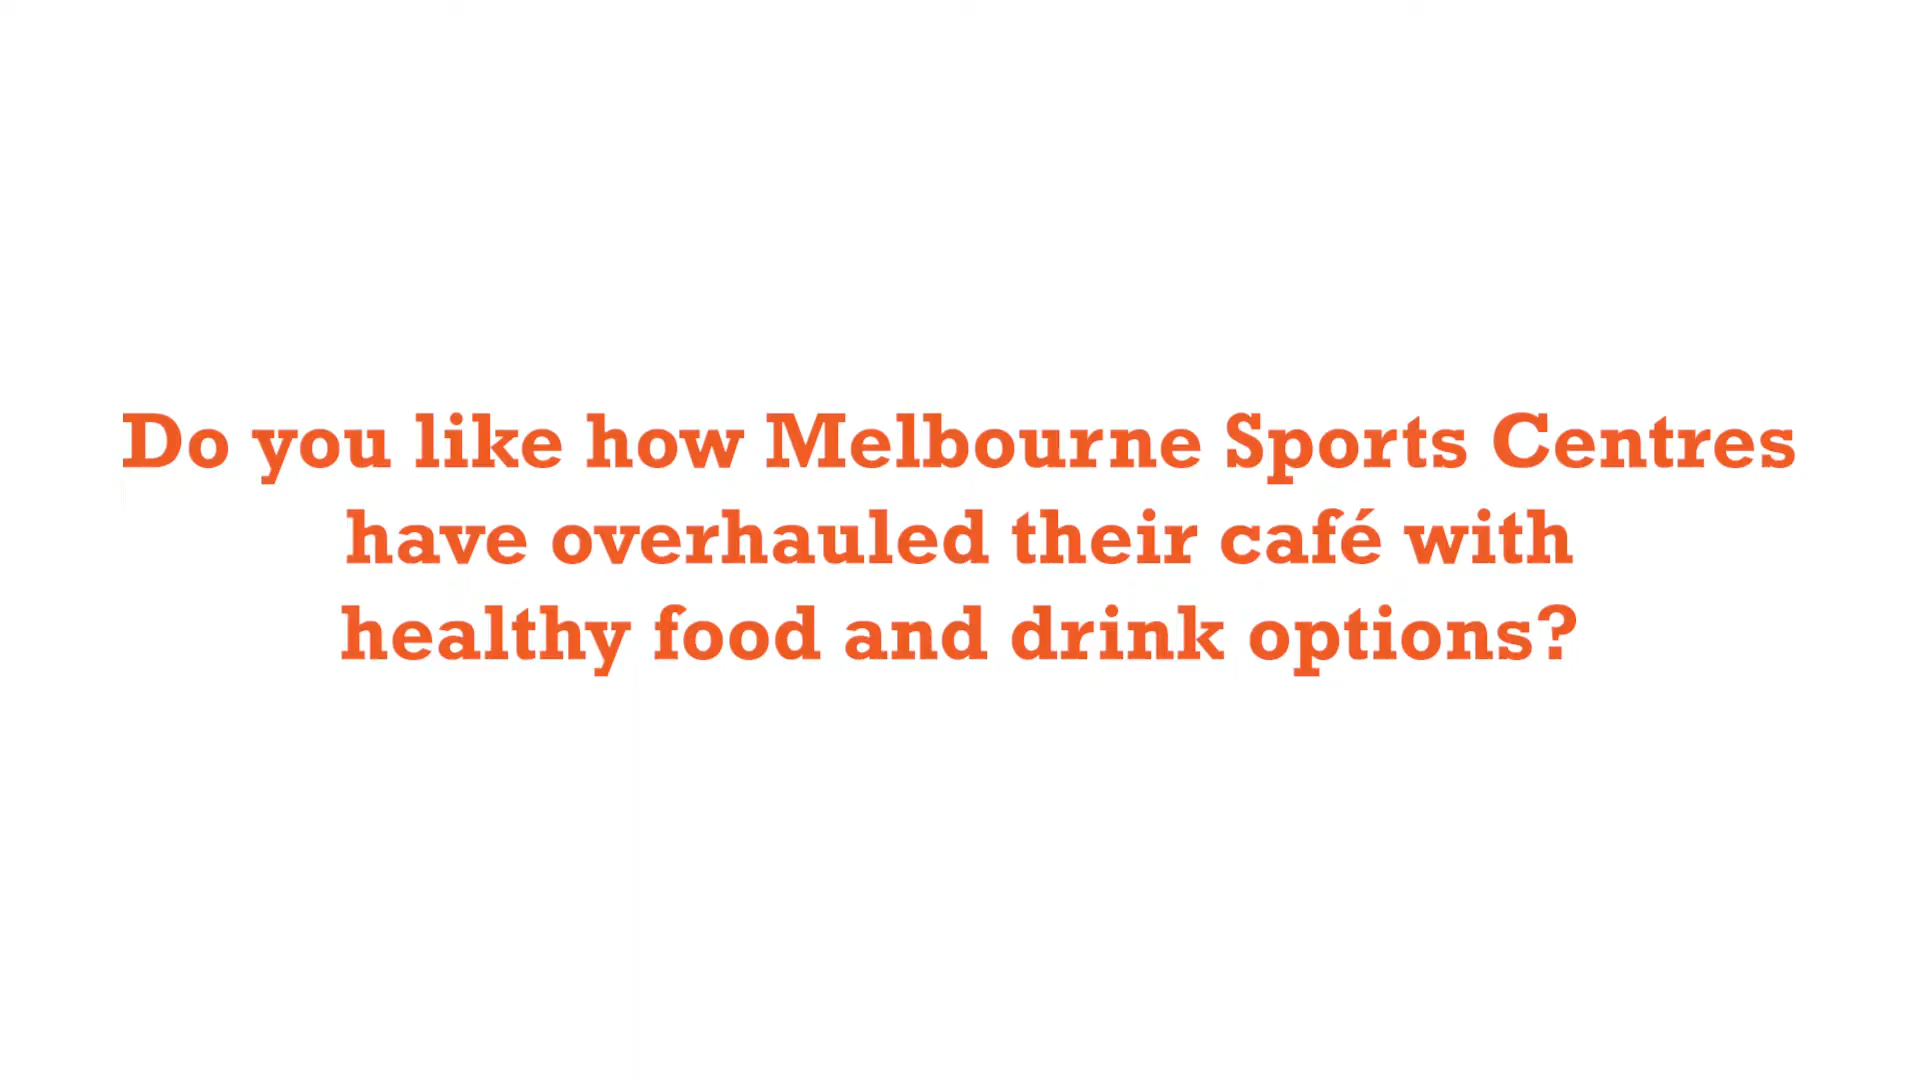 Do you like how Melbourne Sports Centres
have overhauled their café with
healthy food and drink options?